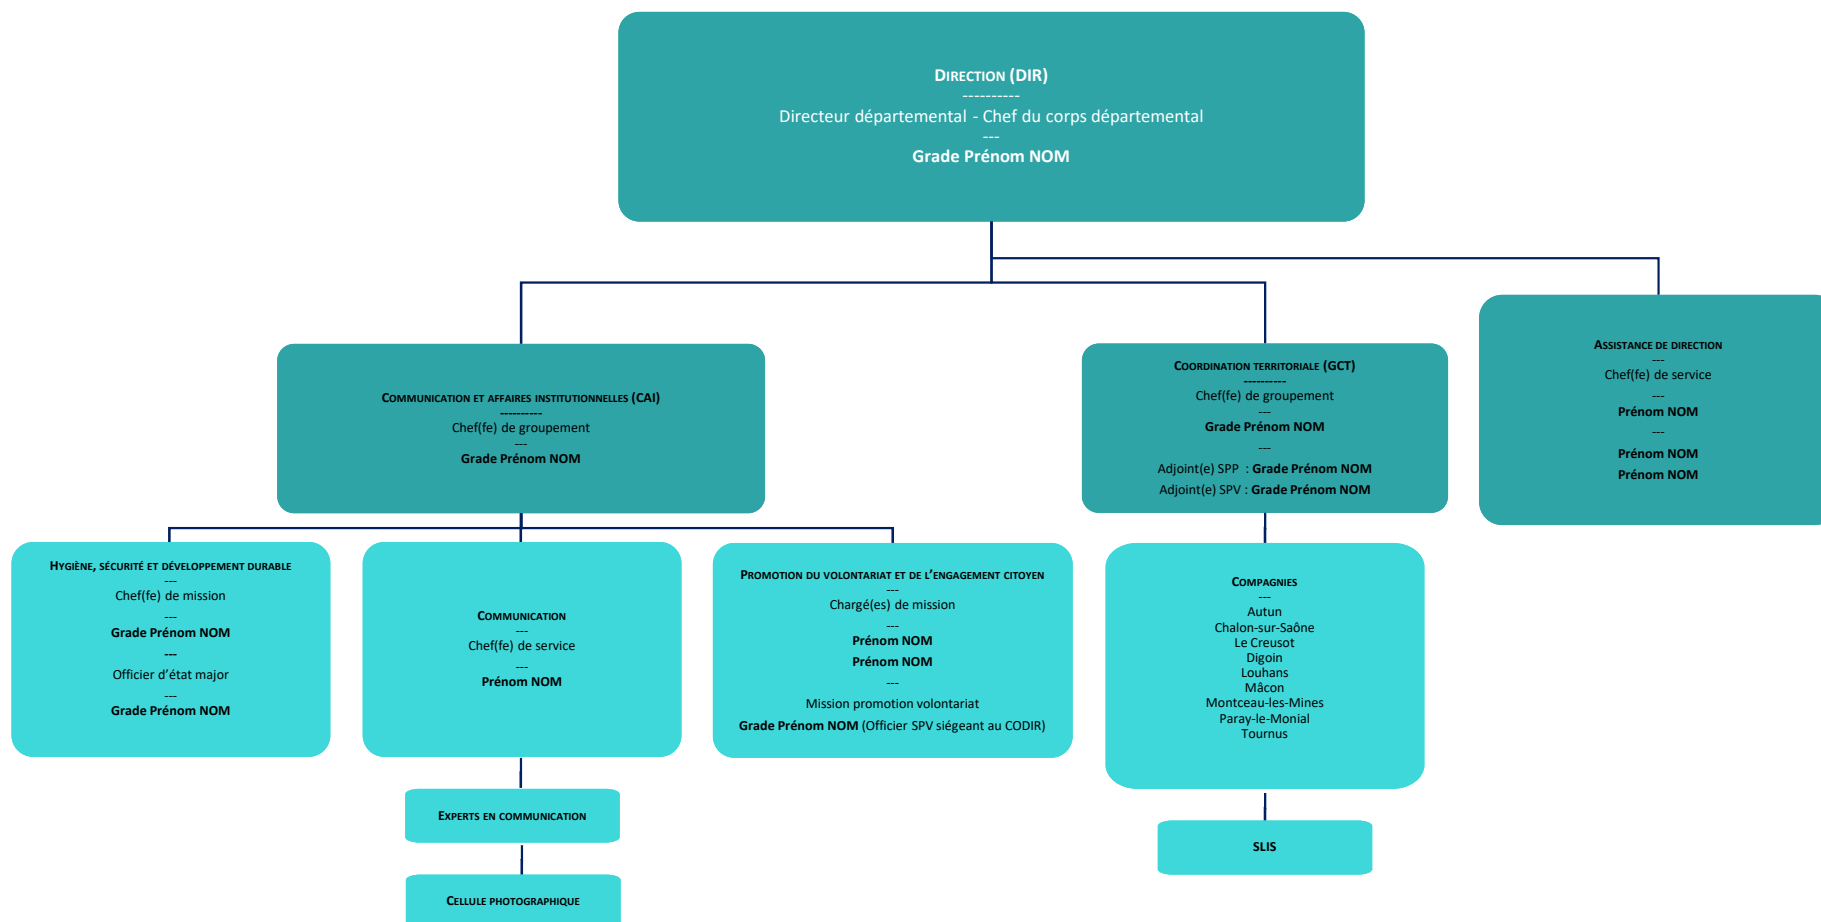 DIRECTION (DIR)
----------
Directeur départemental - Chef du corps départemental
---
Grade Prénom NOM
COMMUNICATION ET AFFAIRES INSTITUTIONNELLES (CAI)
----------
Chef(fe) de groupement
---
Grade Prénom NOM
COORDINATION TERRITORIALE (GCT)
----------
Chef(fe) de groupement
---
Grade Prénom NOM
---
Adjoint(e) SPP : Grade Prénom NOM
Adjoint(e) SPV : Grade Prénom NOM
ASSISTANCE DE DIRECTION
---
Chef(fe) de service
---
Prénom NOM
---
Prénom NOM
Prénom NOM
HYGIÈNE, SÉCURITÉ ET DÉVELOPPEMENT DURABLE
---
Chef(fe) de mission
---
Grade Prénom NOM
---
Officier d'état major
---
Grade Prénom NOM
COMMUNICATION
---
Chef(fe) de service
---
Prénom NOM
PROMOTION DU VOLONTARIAT ET DE L'ENGAGEMENT CITOYEN
---
Chargé(es) de mission
---
Prénom NOM
Prénom NOM
---
Mission promotion volontariat
Grade Prénom NOM (Officier SPV siégeant au CODIR)
COMPAGNIES
---
Autun
Chalon-sur-Saône
Le Creusot
Digoin
Louhans
Mâcon
Montceau-les-Mines
Paray-le-Monial
Tournus
EXPERTS EN COMMUNICATION
SLIS
CELLULE PHOTOGRAPHIQUE